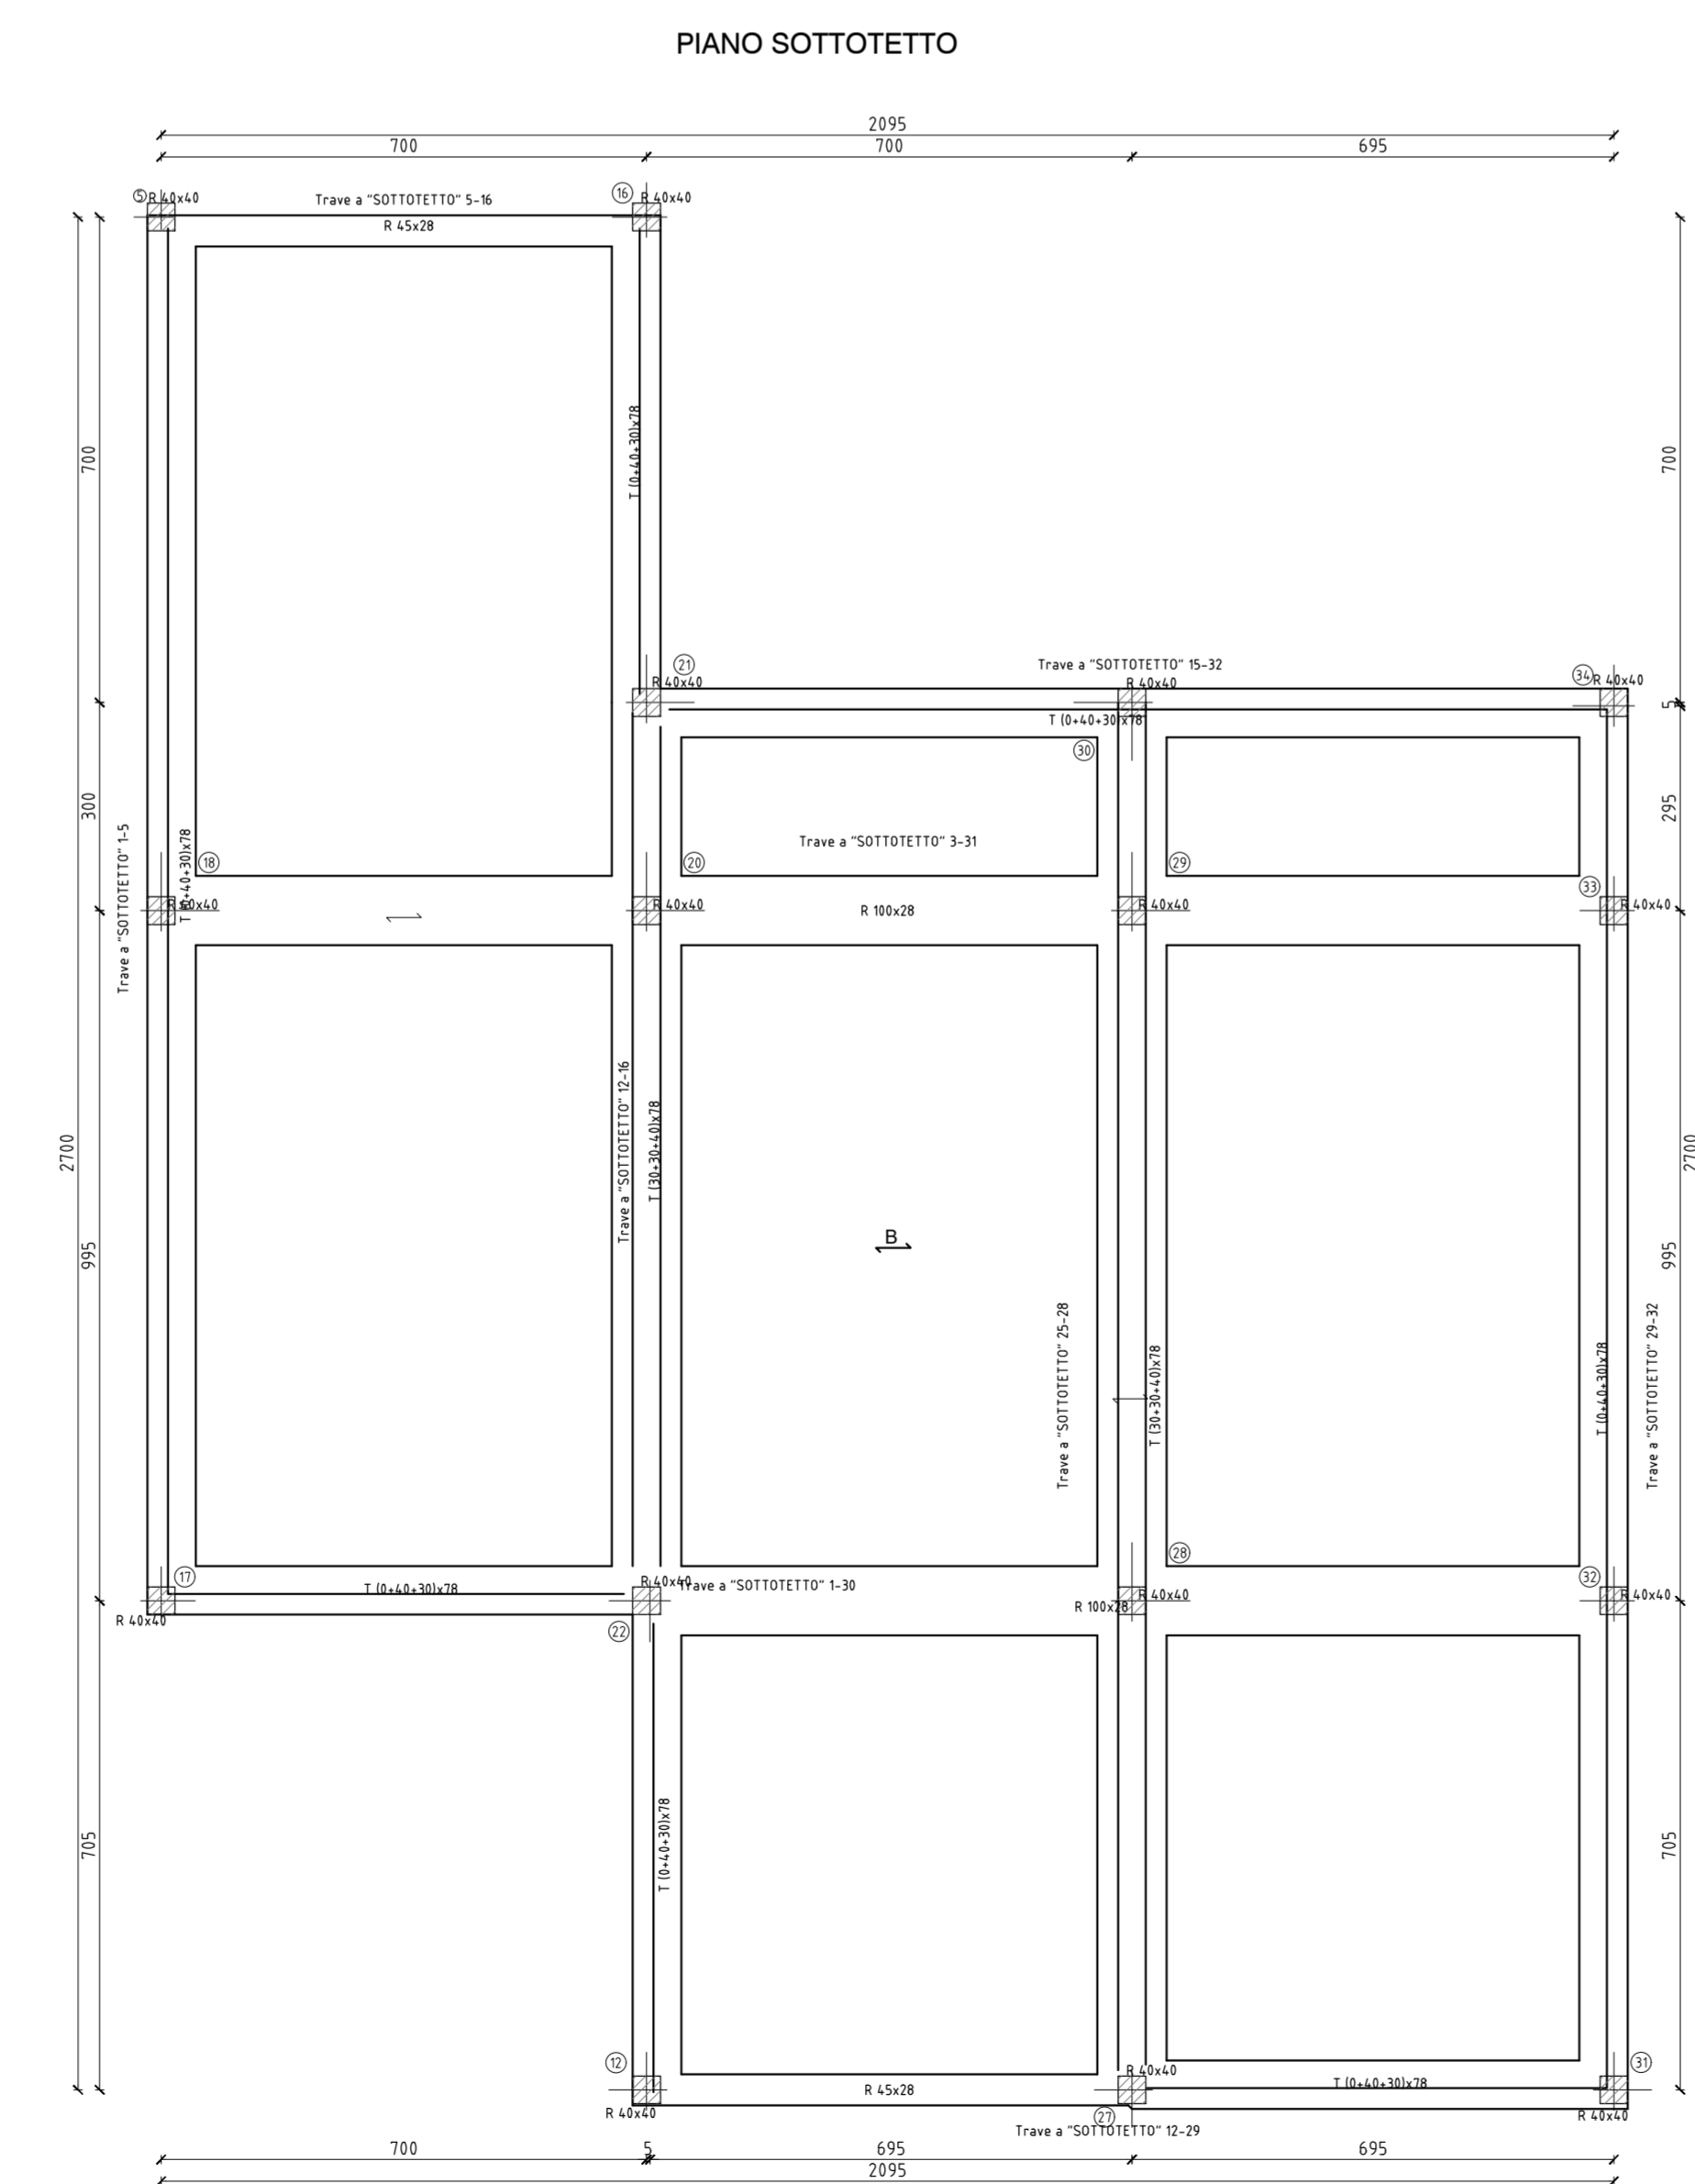 PIANO SOTTOTETTO
2095
700
700
695
5
R 40x40
Trave a "SOTTOTETTO" 5-16
16
R 40x40
R 45x28
700
T (0+40+30)x78
700
21
R 40x40
Trave a "SOTTOTETTO" 15-32
R 40x40
34
R 40x40
T (0+40+30)x78
5
30
300
295
Trave a "SOTTOTETTO" 1-5
T (0+40+30)x78
18
20
Trave a "SOTTOTETTO" 3-31
29
33
R 40x40
R 40x40
R 100x28
R 40x40
R 40x40
2700
995
Trave a "SOTTOTETTO" 12-16
T (30+30+40)x78
B
Trave a "SOTTOTETTO" 25-28
T (30+30+40)x78
T (0+40+30)x78
Trave a "SOTTOTETTO" 29-32
995
2700
17
T (0+40+30)x78
R 40x40
Trave a "SOTTOTETTO" 1-30
28
32
R 40x40
22
R 100x28
R 40x40
R 40x40
705
T (0+40+30)x78
705
12
R 40x40
R 45x28
R 40x40
27
T (0+40+30)x78
31
R 40x40
Trave a "SOTTOTETTO" 12-29
700
5
695
695
2095